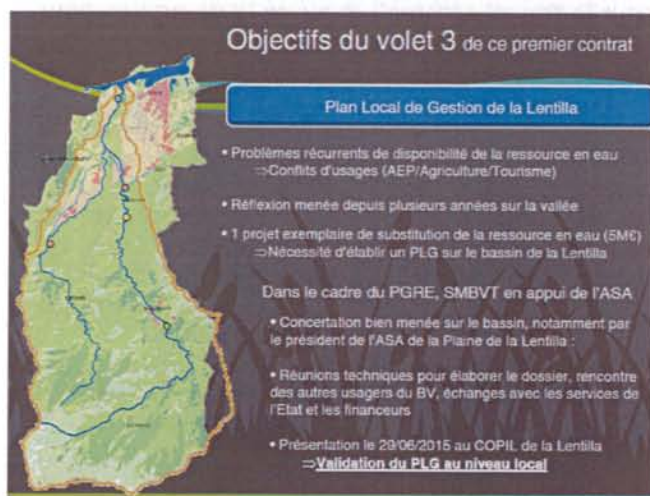 Objectifs du volet 3 de ce premier contrat
Plan Local de Gestion de la Lentilla
• Problèmes récurrents de disponibilité de la ressource en eau
⇒Conflits d'usages (AEP/Agriculture/Tourisme)
• Réflexion menée depuis plusieurs années sur la vallée
• 1 projet exemplaire de substitution de la ressource en eau (5M€)
⇒Nécessité d'établir un PLG sur le bassin de la Lentilla
Dans le cadre du PGRE, SMBVT en appui de l'ASA
• Concertation bien menée sur le bassin, notamment par
le président de l'ASA de la Plaine de la Lentilla :
• Réunions techniques pour élaborer le dossier, rencontre
des autres usagers du BV, échanges avec les services de
l'Etat et les financeurs
• Présentation le 29/06/2015 au COPIL de la Lentilla
⇒Validation du PLG au niveau local